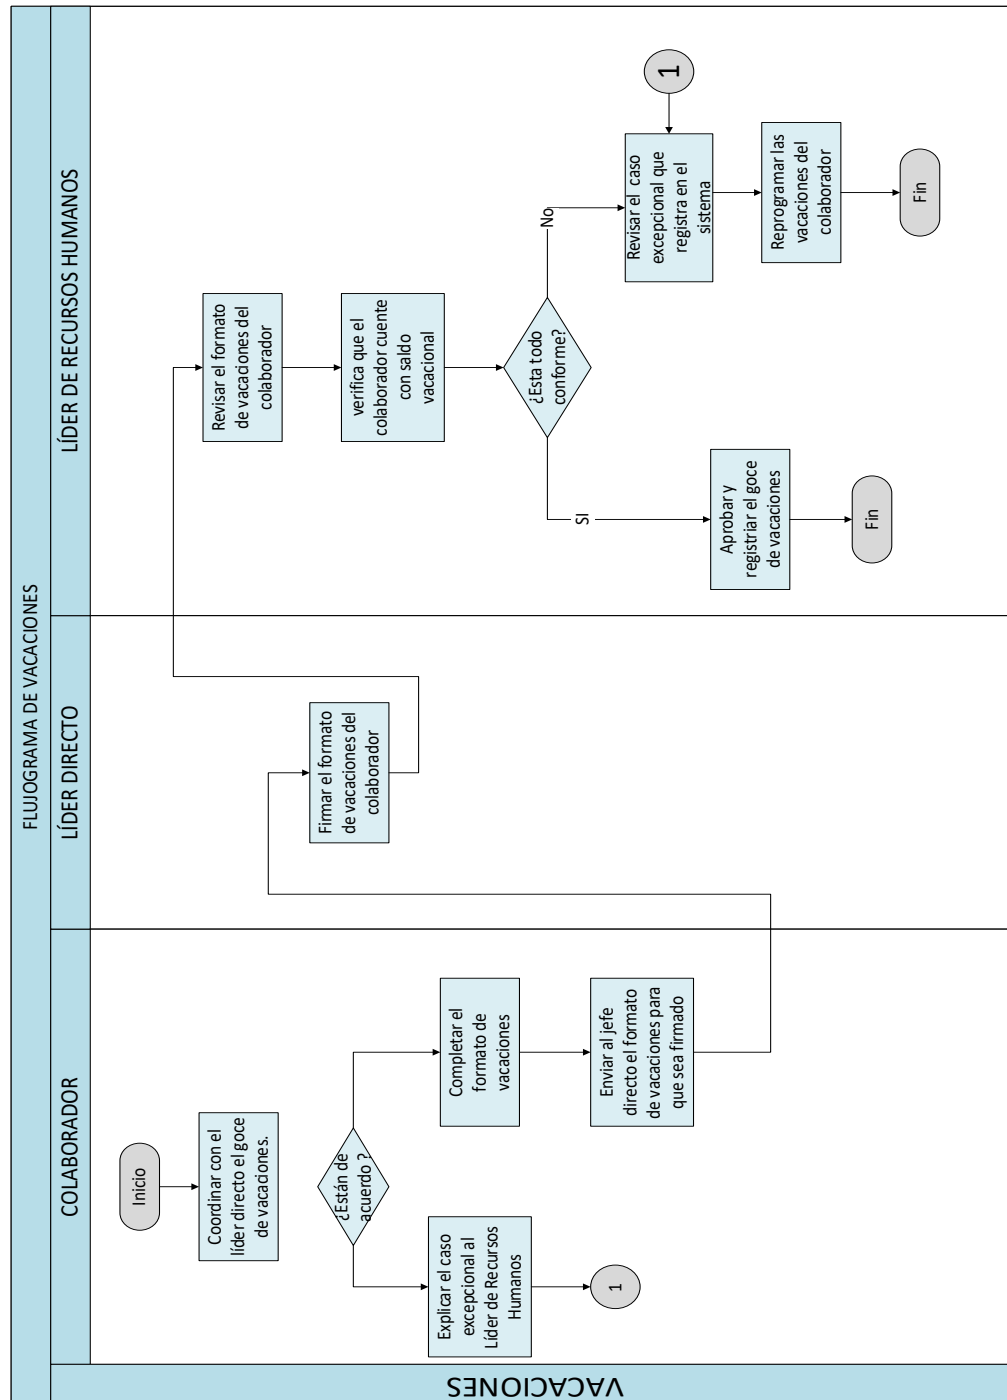 FLUJOGRAMA DE VACACIONES
VACACIONES
COLABORADOR
LÍDER DIRECTO
LÍDER DE RECURSOS HUMANOS
Inicio
Coordinar con el
líder directo el goce
de vacaciones.
¿Están de
acuerdo ?
Explicar el caso
excepcional al
Líder de Recursos
Humanos
1
Completar el
formato de
vacaciones
Enviar al jefe
directo el formato
de vacaciones para
que sea firmado
Firmar el formato
de vacaciones del
colaborador
Revisar el formato
de vacaciones del
colaborador
verifica que el
colaborador cuente
con saldo
vacacional
¿Esta todo
conforme?
SI
No
Aprobar y
registriar el goce
de vacaciones
Fin
1
Revisar el caso
excepcional que
registra en el
sistema
Reprogramar las
vacaciones del
colaborador
Fin